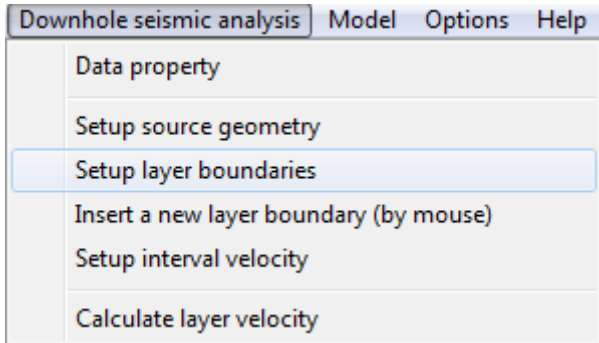 Downhole seismic analysis Model Options Help
Data property
Setup source geometry
Setup layer boundaries
Insert a new layer boundary (by mouse)
Setup interval velocity
Calculate layer velocity